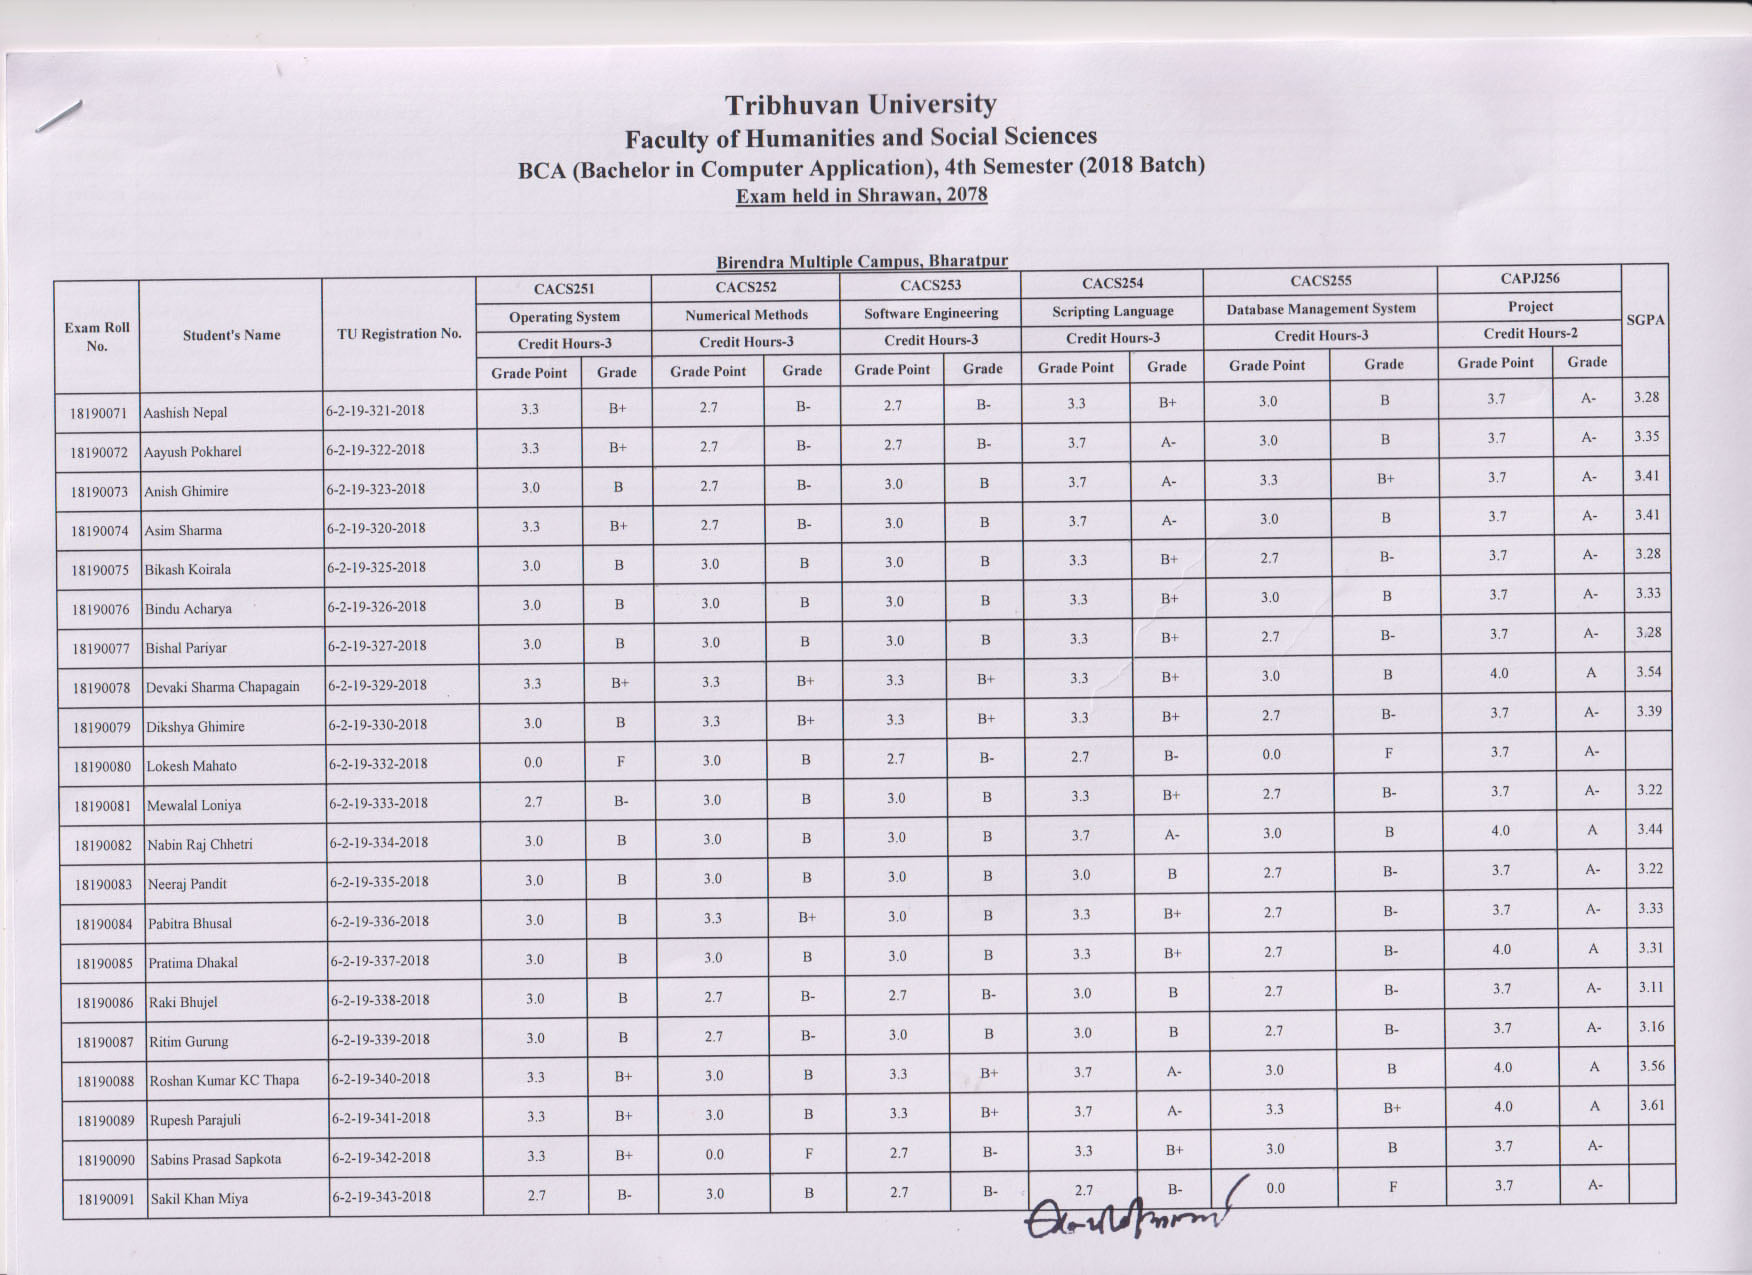 Tribhuvan University
Faculty of Humanities and Social Sciences
BCA (Bachelor in Computer Application), 4th Semester (2018 Batch)
Exam held in Shrawan, 2078
Birendra Multiple Campus, Bharatpur
Exam Roll No. Student's Name TU Registration No. CACS251 CACS252 CACS253 CACS254 CACS255 CAPJ256 SGPA
Operating System Numerical Methods Software Engineering Scripting Language Database Management System Project
Credit Hours-3 Credit Hours-3 Credit Hours-3 Credit Hours-3 Credit Hours-3 Credit Hours-2
Grade Point Grade Grade Point Grade Grade Point Grade Grade Point Grade Grade Point Grade Grade Point Grade
18190071 Aashish Nepal 6-2-19-321-2018 3.3 B+ 2.7 B- 2.7 B- 3.3 B+ 3.0 B 3.7 A- 3.28
18190072 Aayush Pokharel 6-2-19-322-2018 3.3 B+ 2.7 B- 2.7 B- 3.7 A- 3.0 B 3.7 A- 3.35
18190073 Anish Ghimire 6-2-19-323-2018 3.0 B 2.7 B- 3.0 B 3.7 A- 3.3 B+ 3.7 A- 3.41
18190074 Asim Sharma 6-2-19-320-2018 3.3 B+ 2.7 B- 3.0 B 3.7 A- 3.0 B 3.7 A- 3.41
18190075 Bikash Koirala 6-2-19-325-2018 3.0 B 3.0 B 3.0 B 3.3 B+ 2.7 B- 3.7 A- 3.28
18190076 Bindu Acharya 6-2-19-326-2018 3.0 B 3.0 B 3.0 B 3.3 B+ 3.0 B 3.7 A- 3.33
18190077 Bishal Pariyar 6-2-19-327-2018 3.0 B 3.0 B 3.0 B 3.3 B+ 2.7 B- 3.7 A- 3.28
18190078 Devaki Sharma Chapagain 6-2-19-329-2018 3.3 B+ 3.3 B+ 3.3 B+ 3.3 B+ 3.0 B 4.0 A 3.54
18190079 Dikshya Ghimire 6-2-19-330-2018 3.0 B 3.3 B+ 3.3 B+ 3.3 B+ 2.7 B- 3.7 A- 3.39
18190080 Lokesh Mahato 6-2-19-332-2018 0.0 F 3.0 B 2.7 B- 2.7 B- 0.0 F 3.7 A-
18190081 Mewalal Loniya 6-2-19-333-2018 2.7 B- 3.0 B 3.0 B 3.3 B+ 2.7 B- 3.7 A- 3.22
18190082 Nabin Raj Chhetri 6-2-19-334-2018 3.0 B 3.0 B 3.0 B 3.7 A- 3.0 B 4.0 A 3.44
18190083 Neeraj Pandit 6-2-19-335-2018 3.0 B 3.0 B 3.0 B 3.0 B 2.7 B- 3.7 A- 3.22
18190084 Pabitra Bhusal 6-2-19-336-2018 3.0 B 3.3 B+ 3.0 B 3.3 B+ 2.7 B- 3.7 A- 3.33
18190085 Pratima Dhakal 6-2-19-337-2018 3.0 B 3.0 B 3.0 B 3.3 B+ 2.7 B- 4.0 A 3.31
18190086 Raki Bhujel 6-2-19-338-2018 3.0 B 2.7 B- 2.7 B- 3.0 B 2.7 B- 3.7 A- 3.11
18190087 Ritim Gurung 6-2-19-339-2018 3.0 B 2.7 B- 3.0 B 3.0 B 2.7 B- 3.7 A- 3.16
18190088 Roshan Kumar KC Thapa 6-2-19-340-2018 3.3 B+ 3.0 B 3.3 B+ 3.7 A- 3.0 B 4.0 A 3.56
18190089 Rupesh Parajuli 6-2-19-341-2018 3.3 B+ 3.0 B 3.3 B+ 3.7 A- 3.3 B+ 4.0 A 3.61
18190090 Sabins Prasad Sapkota 6-2-19-342-2018 3.3 B+ 0.0 F 2.7 B- 3.3 B+ 3.0 B 3.7 A-
18190091 Sakil Khan Miya 6-2-19-343-2018 2.7 B- 3.0 B 2.7 B- 2.7 B- 0.0 F 3.7 A-